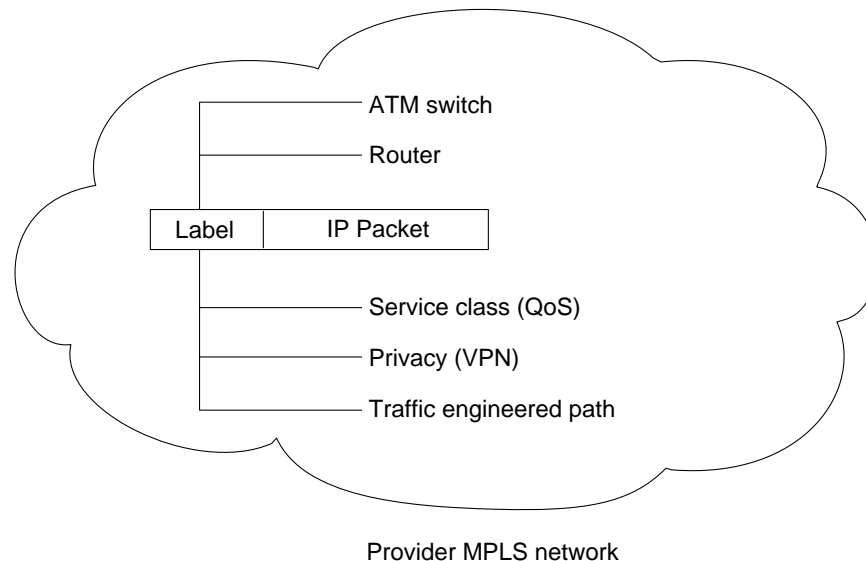 ATM switch
Router
Label IP Packet
Service class (QoS)
Privacy (VPN)
Traffic engineered path
Provider MPLS network